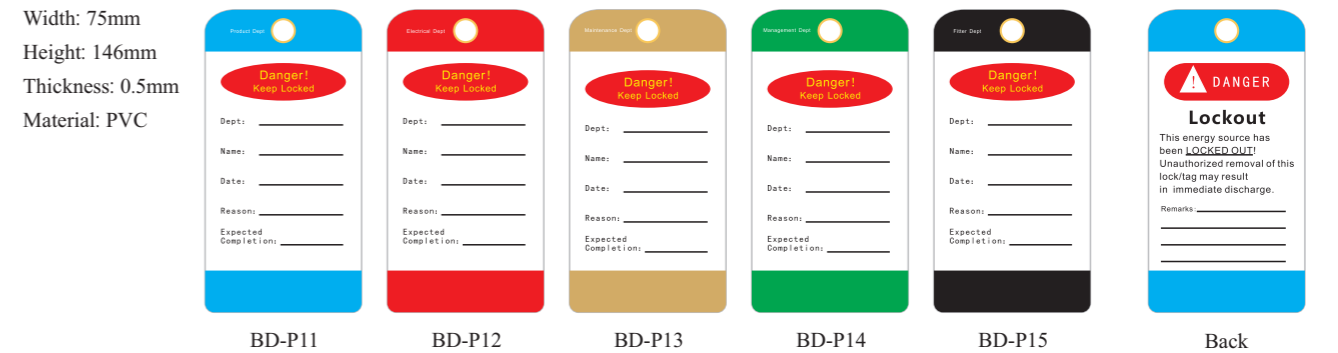 Width: 75mm
Height: 146mm
Thickness: 0.5mm
Material: PVC
Product Dept
Danger!
Keep Locked
Dept:
Name:
Date:
Reason:
Expected
Completion:
BD-P11
Electrical Dept
Danger!
Keep Locked
Dept:
Name:
Date:
Reason:
Expected
Completion:
BD-P12
Maintenance Dept
Danger!
Keep Locked
Dept:
Name:
Date:
Reason:
Expected
Completion:
BD-P13
Management Dept
Danger!
Keep Locked
Dept:
Name:
Date:
Reason:
Expected
Completion:
BD-P14
Fitter Dept
Danger!
Keep Locked
Dept:
Name:
Date:
Reason:
Expected
Completion:
BD-P15
! DANGER
Lockout
This energy source has
been LOCKED OUT!
Unauthorized removal of this
lock/tag may result
in immediate discharge.
Remarks:
Back